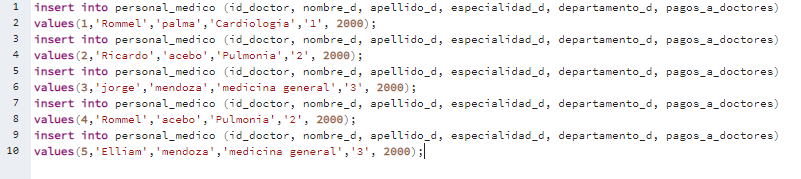 1 insert into personal_medico (id_doctor, nombre_d, apellido_d, especialidad_d, departamento_d, pagos_a_doctores)
2 values(1,'Rommel','palma','Cardiologia','1', 2000);
3 insert into personal_medico (id_doctor, nombre_d, apellido_d, especialidad_d, departamento_d, pagos_a_doctores)
4 values(2,'Ricardo','acebo','Pulmonia','2', 2000);
5 insert into personal_medico (id_doctor, nombre_d, apellido_d, especialidad_d, departamento_d, pagos_a_doctores)
6 values(3,'jorge','mendoza','medicina general','3', 2000);
7 insert into personal_medico (id_doctor, nombre_d, apellido_d, especialidad_d, departamento_d, pagos_a_doctores)
8 values(4,'Rommel','acebo','Pulmonia','2', 2000);
9 insert into personal_medico (id_doctor, nombre_d, apellido_d, especialidad_d, departamento_d, pagos_a_doctores)
10 values(5,'Elliam','mendoza','medicina general','3', 2000);